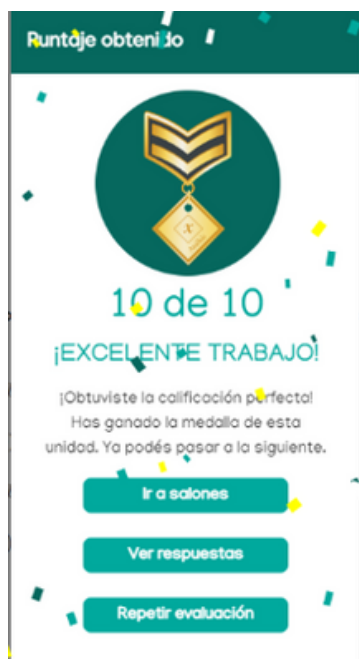 Puntaje obtenido
x
10 de 10
¡EXCELENTE TRABAJO!
¡Obtuviste la calificación perfecta!
Has ganado la medalla de esta
unidad. Ya podés pasar a la siguiente.
Ir a salones
Ver respuestas
Repetir evaluación